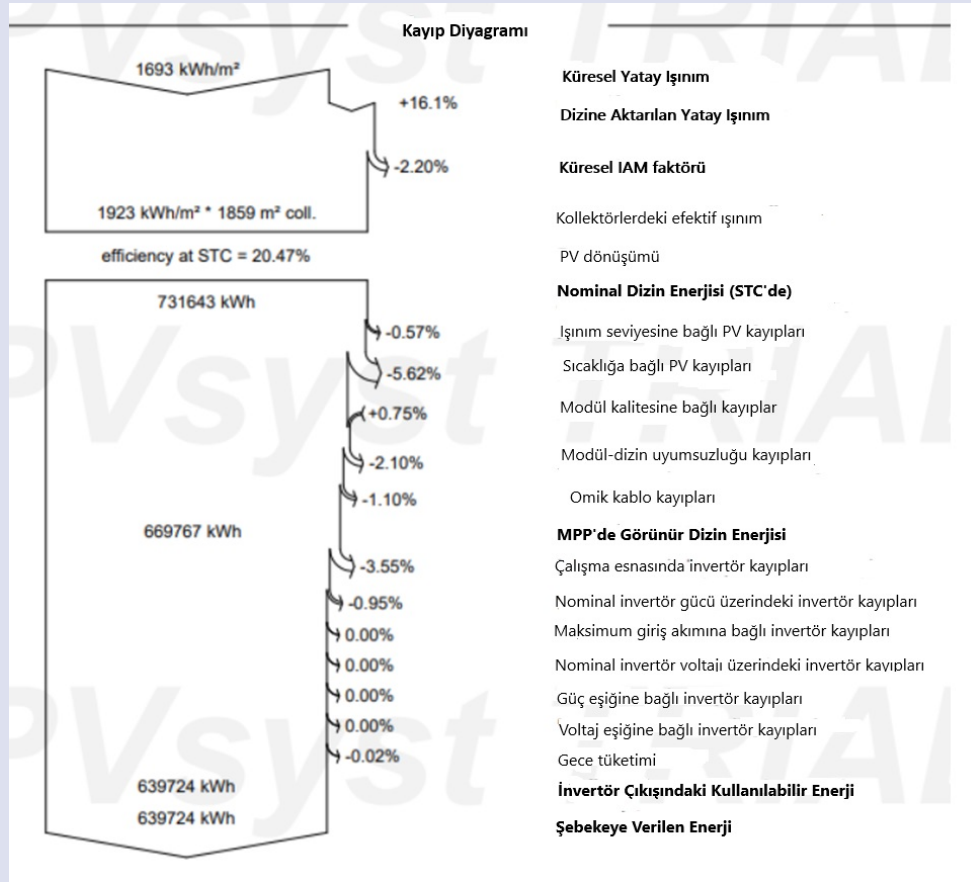 Kayıp Diyagramı
1693 kWh/m² Küresel Yatay Işınım
+16.1% Dizine Aktarılan Yatay Işınım
-2.20% Küresel IAM faktörü
1923 kWh/m² * 1859 m² coll. Kollektörlerdeki efektif ışınım
efficiency at STC = 20.47% PV dönüşümü
731643 kWh Nominal Dizin Enerjisi (STC'de)
-0.57% Işınım seviyesine bağlı PV kayıpları
-5.62% Sıcaklığa bağlı PV kayıpları
+0.75% Modül kalitesine bağlı kayıplar
-2.10% Modül-dizin uyumsuzluğu kayıpları
-1.10% Omik kablo kayıpları
669767 kWh MPP'de Görünür Dizin Enerjisi
-3.55% Çalışma esnasında invertör kayıpları
-0.95% Nominal invertör gücü üzerindeki invertör kayıpları
0.00% Maksimum giriş akımına bağlı invertör kayıpları
0.00% Nominal invertör voltajı üzerindeki invertör kayıpları
0.00% Güç eşiğine bağlı invertör kayıpları
0.00% Voltaj eşiğine bağlı invertör kayıpları
-0.02% Gece tüketimi
639724 kWh İnvertör Çıkışındaki Kullanılabilir Enerji
639724 kWh Şebekeye Verilen Enerji
PVsyst TRIAL
PVsyst TRIAL
PVsyst TRIAL